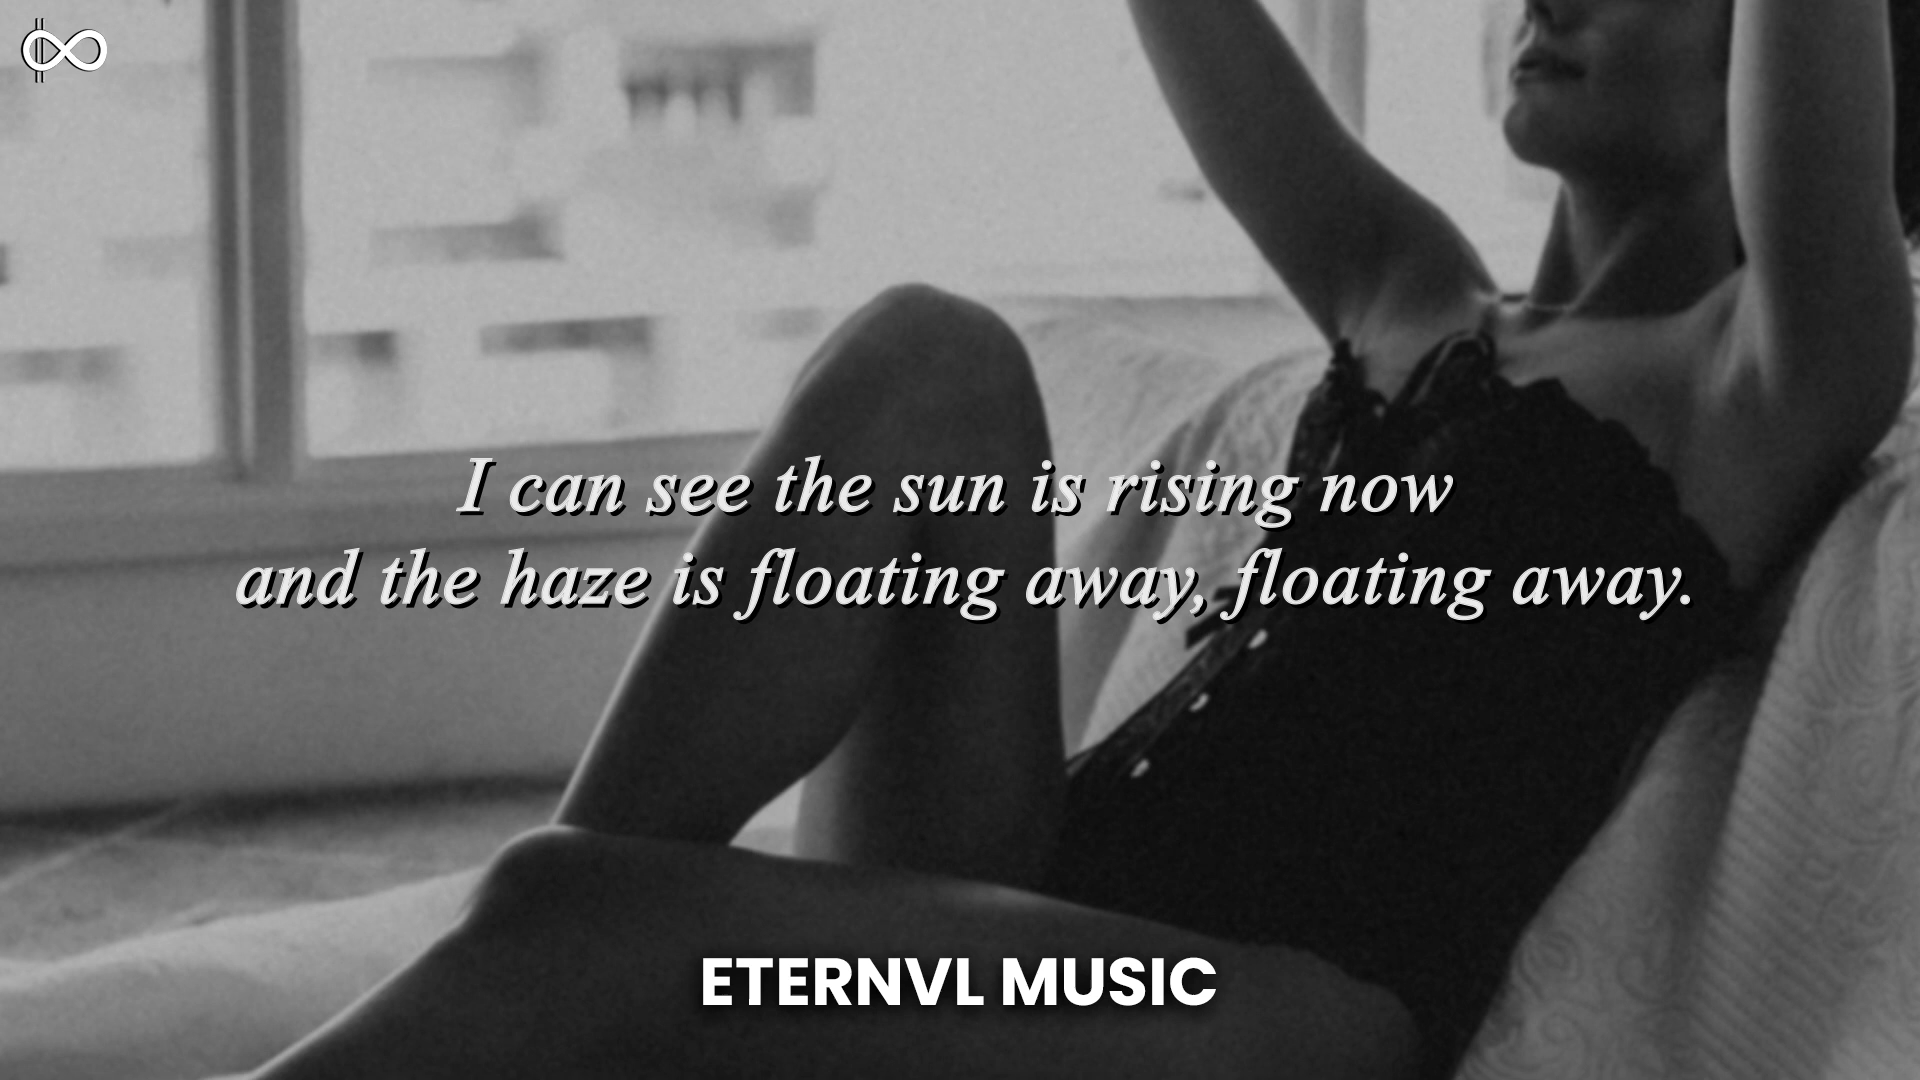 I can see the sun is rising now
and the haze is floating away, floating away.
ETERNVL MUSIC